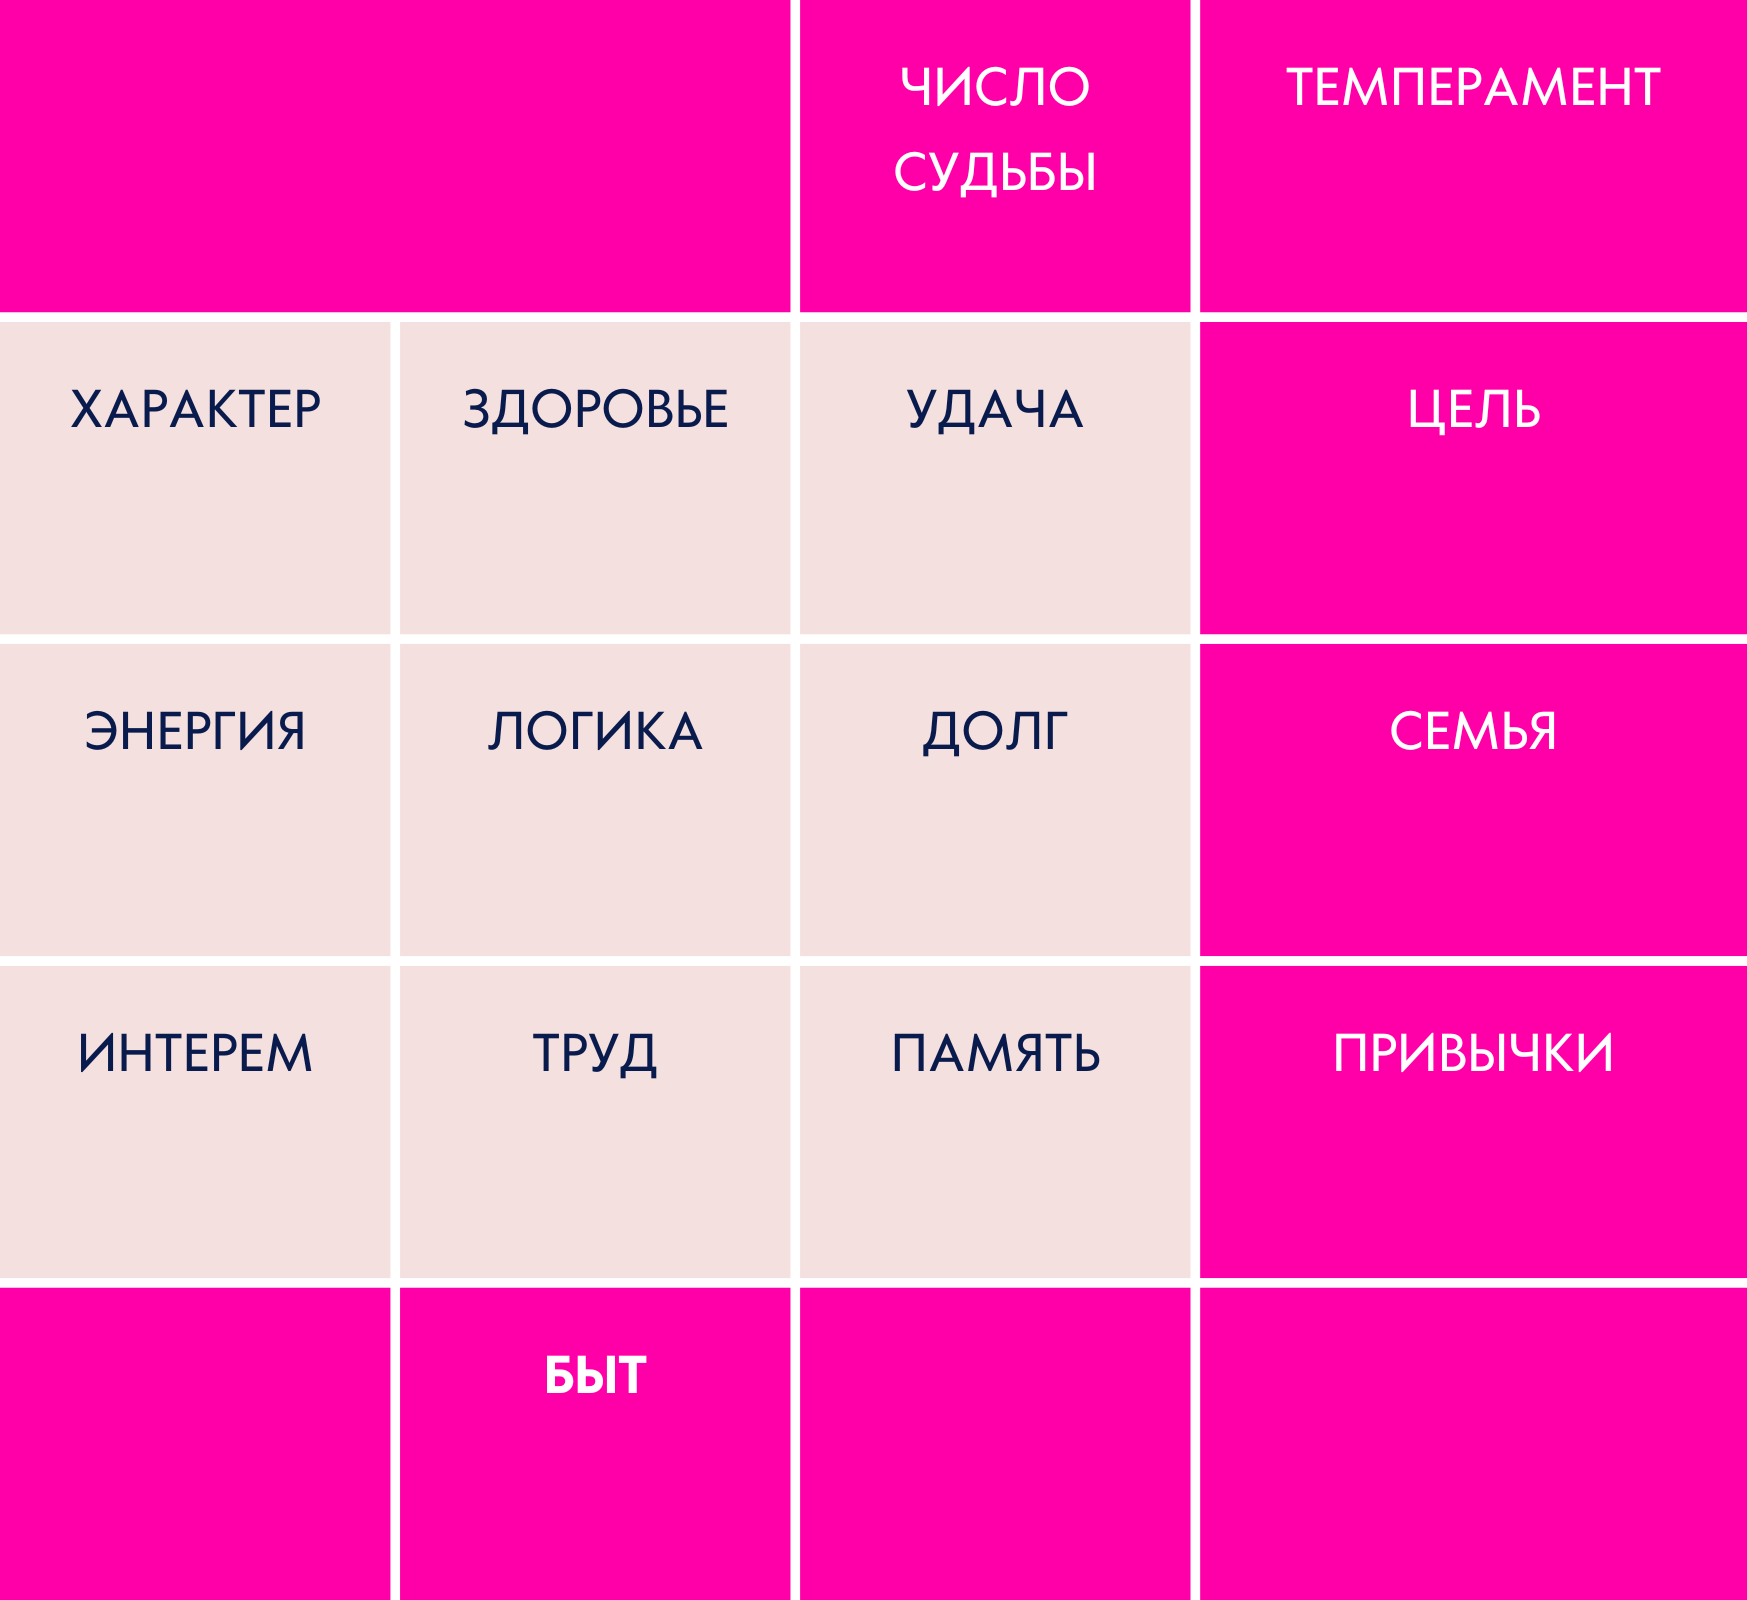 ЧИСЛО
СУДЬБЫ
ТЕМПЕРАМЕНТ
ХАРАКТЕР
ЗДОРОВЬЕ
УДАЧА
ЦЕЛЬ
ЭНЕРГИЯ
ЛОГИКА
ДОЛГ
СЕМЬЯ
ИНТЕРЕМ
ТРУД
ПАМЯТЬ
ПРИВЫЧКИ
БЫТ